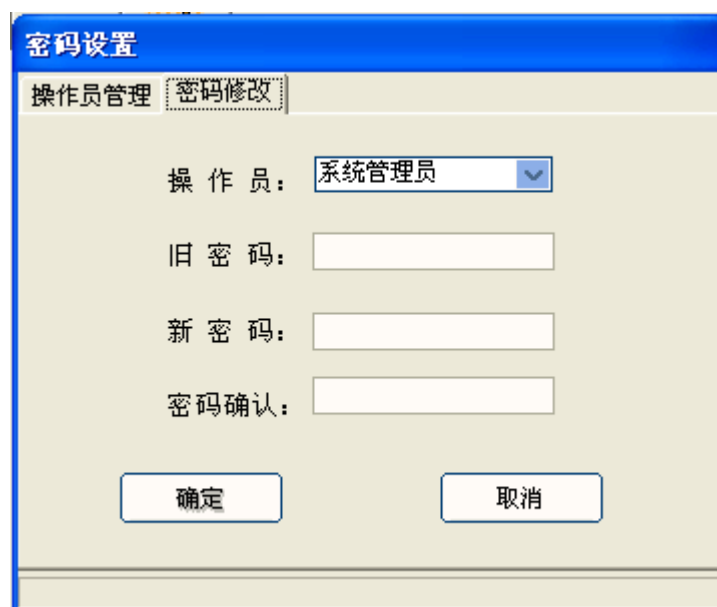 密码设置
操作员管理 密码修改
操 作 员： 系统管理员
旧 密 码：
新 密 码：
密码确认：
确定 取消